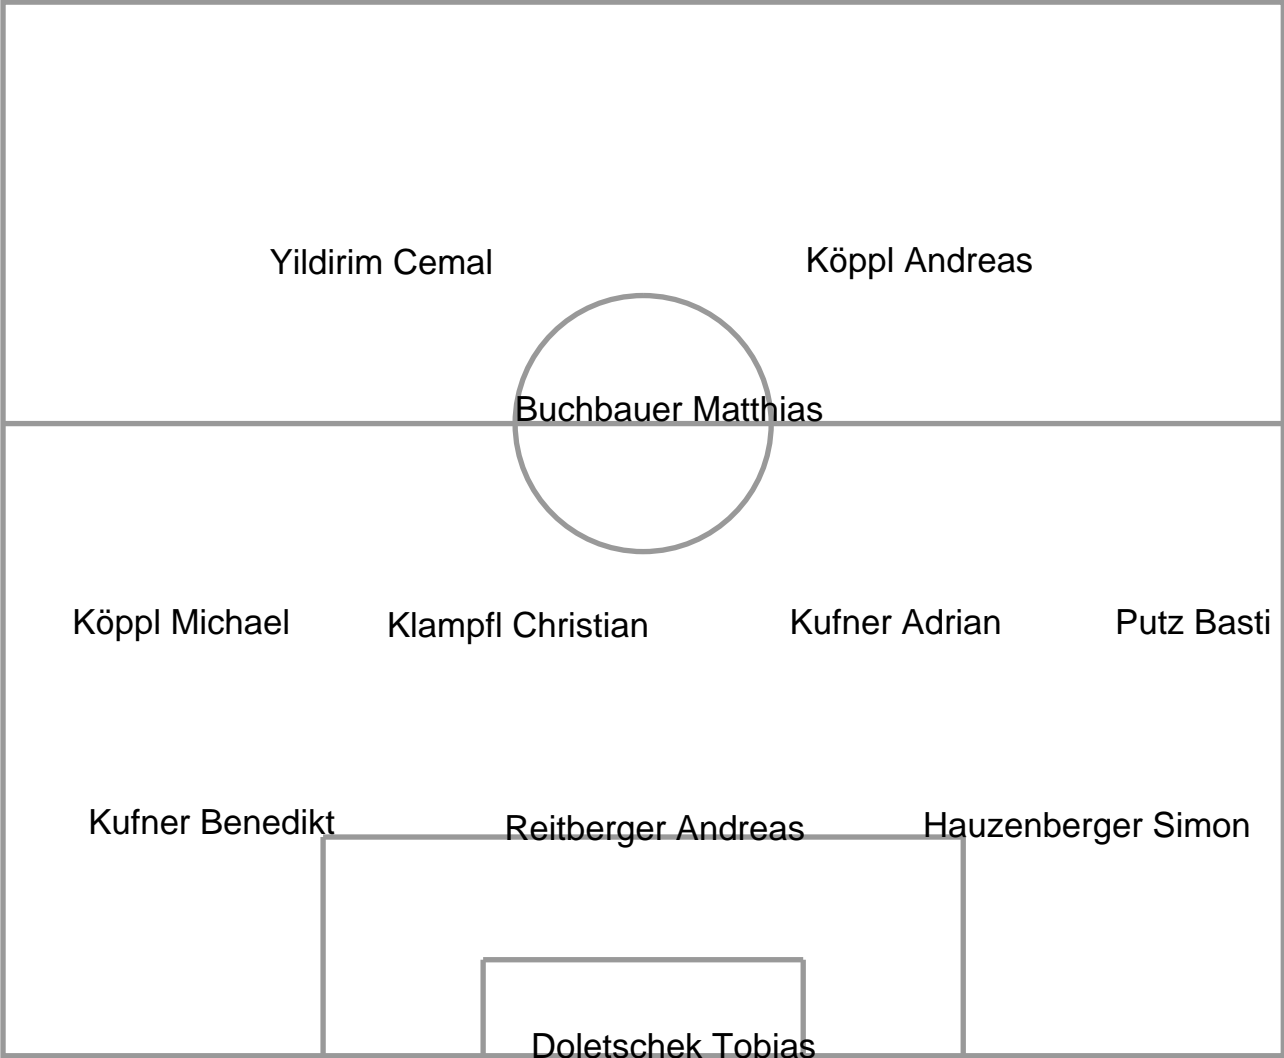 Yildirim Cemal
Köppl Andreas
Buchbauer Matthias
Köppl Michael
Klampfl Christian
Kufner Adrian
Putz Basti
Kufner Benedikt
Reitberger Andreas
Hauzenberger Simon
Doletschek Tobias